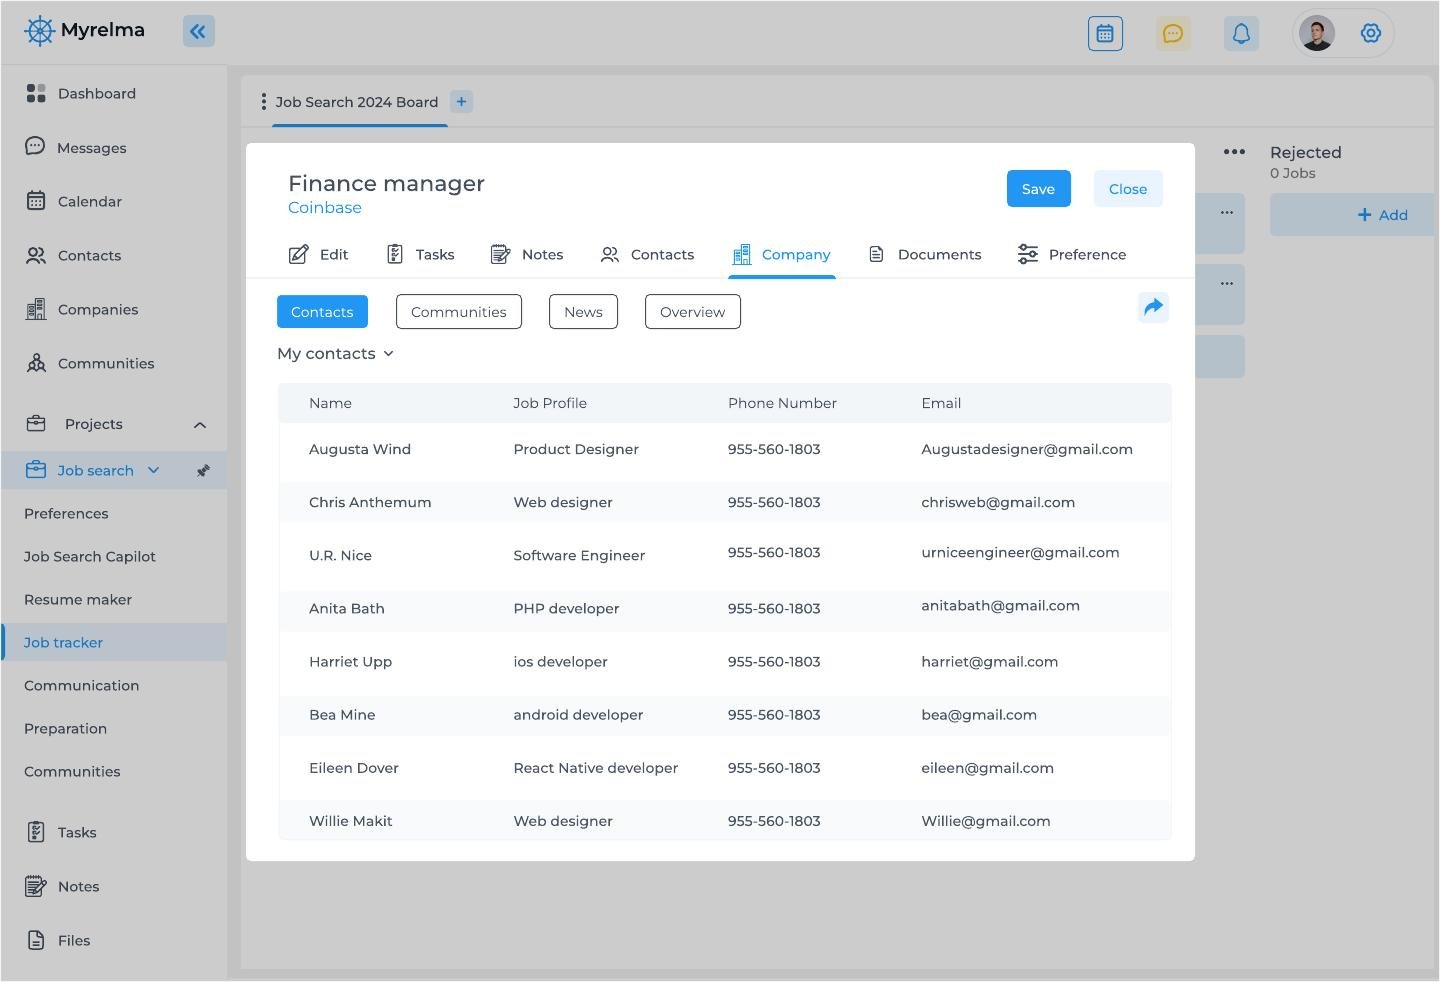 Myrelma
Dashboard
Messages
Calendar
Contacts
Companies
Communities
Projects
Job search
Preferences
Job Search Capilot
Resume maker
Job tracker
Communication
Preparation
Communities
Tasks
Notes
Files
Job Search 2024 Board +
Rejected
0 Jobs
+ Add
Finance manager
Coinbase
Save Close
Edit Tasks Notes Contacts Company Documents Preference
Contacts Communities News Overview
My contacts
Name Job Profile Phone Number Email
Augusta Wind Product Designer 955-560-1803 Augustadesigner@gmail.com
Chris Anthemum Web designer 955-560-1803 chrisweb@gmail.com
U.R. Nice Software Engineer 955-560-1803 urniceengineer@gmail.com
Anita Bath PHP developer 955-560-1803 anitabath@gmail.com
Harriet Upp ios developer 955-560-1803 harriet@gmail.com
Bea Mine android developer 955-560-1803 bea@gmail.com
Eileen Dover React Native developer 955-560-1803 eileen@gmail.com
Willie Makit Web designer 955-560-1803 Willie@gmail.com